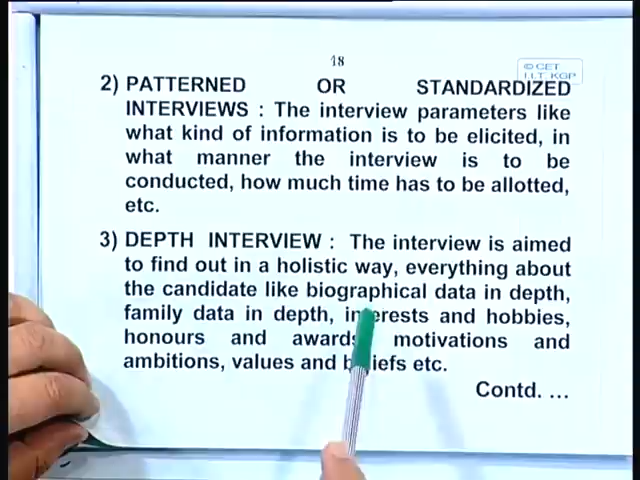 18
© CET
I.I.T. KGP
2) PATTERNED OR STANDARDIZED
INTERVIEWS : The interview parameters like
what kind of information is to be elicited, in
what manner the interview is to be
conducted, how much time has to be allotted,
etc.
3) DEPTH INTERVIEW : The interview is aimed
to find out in a holistic way, everything about
the candidate like biographical data in depth,
family data in depth, interests and hobbies,
honours and awards, motivations and
ambitions, values and beliefs etc.
Contd. ...